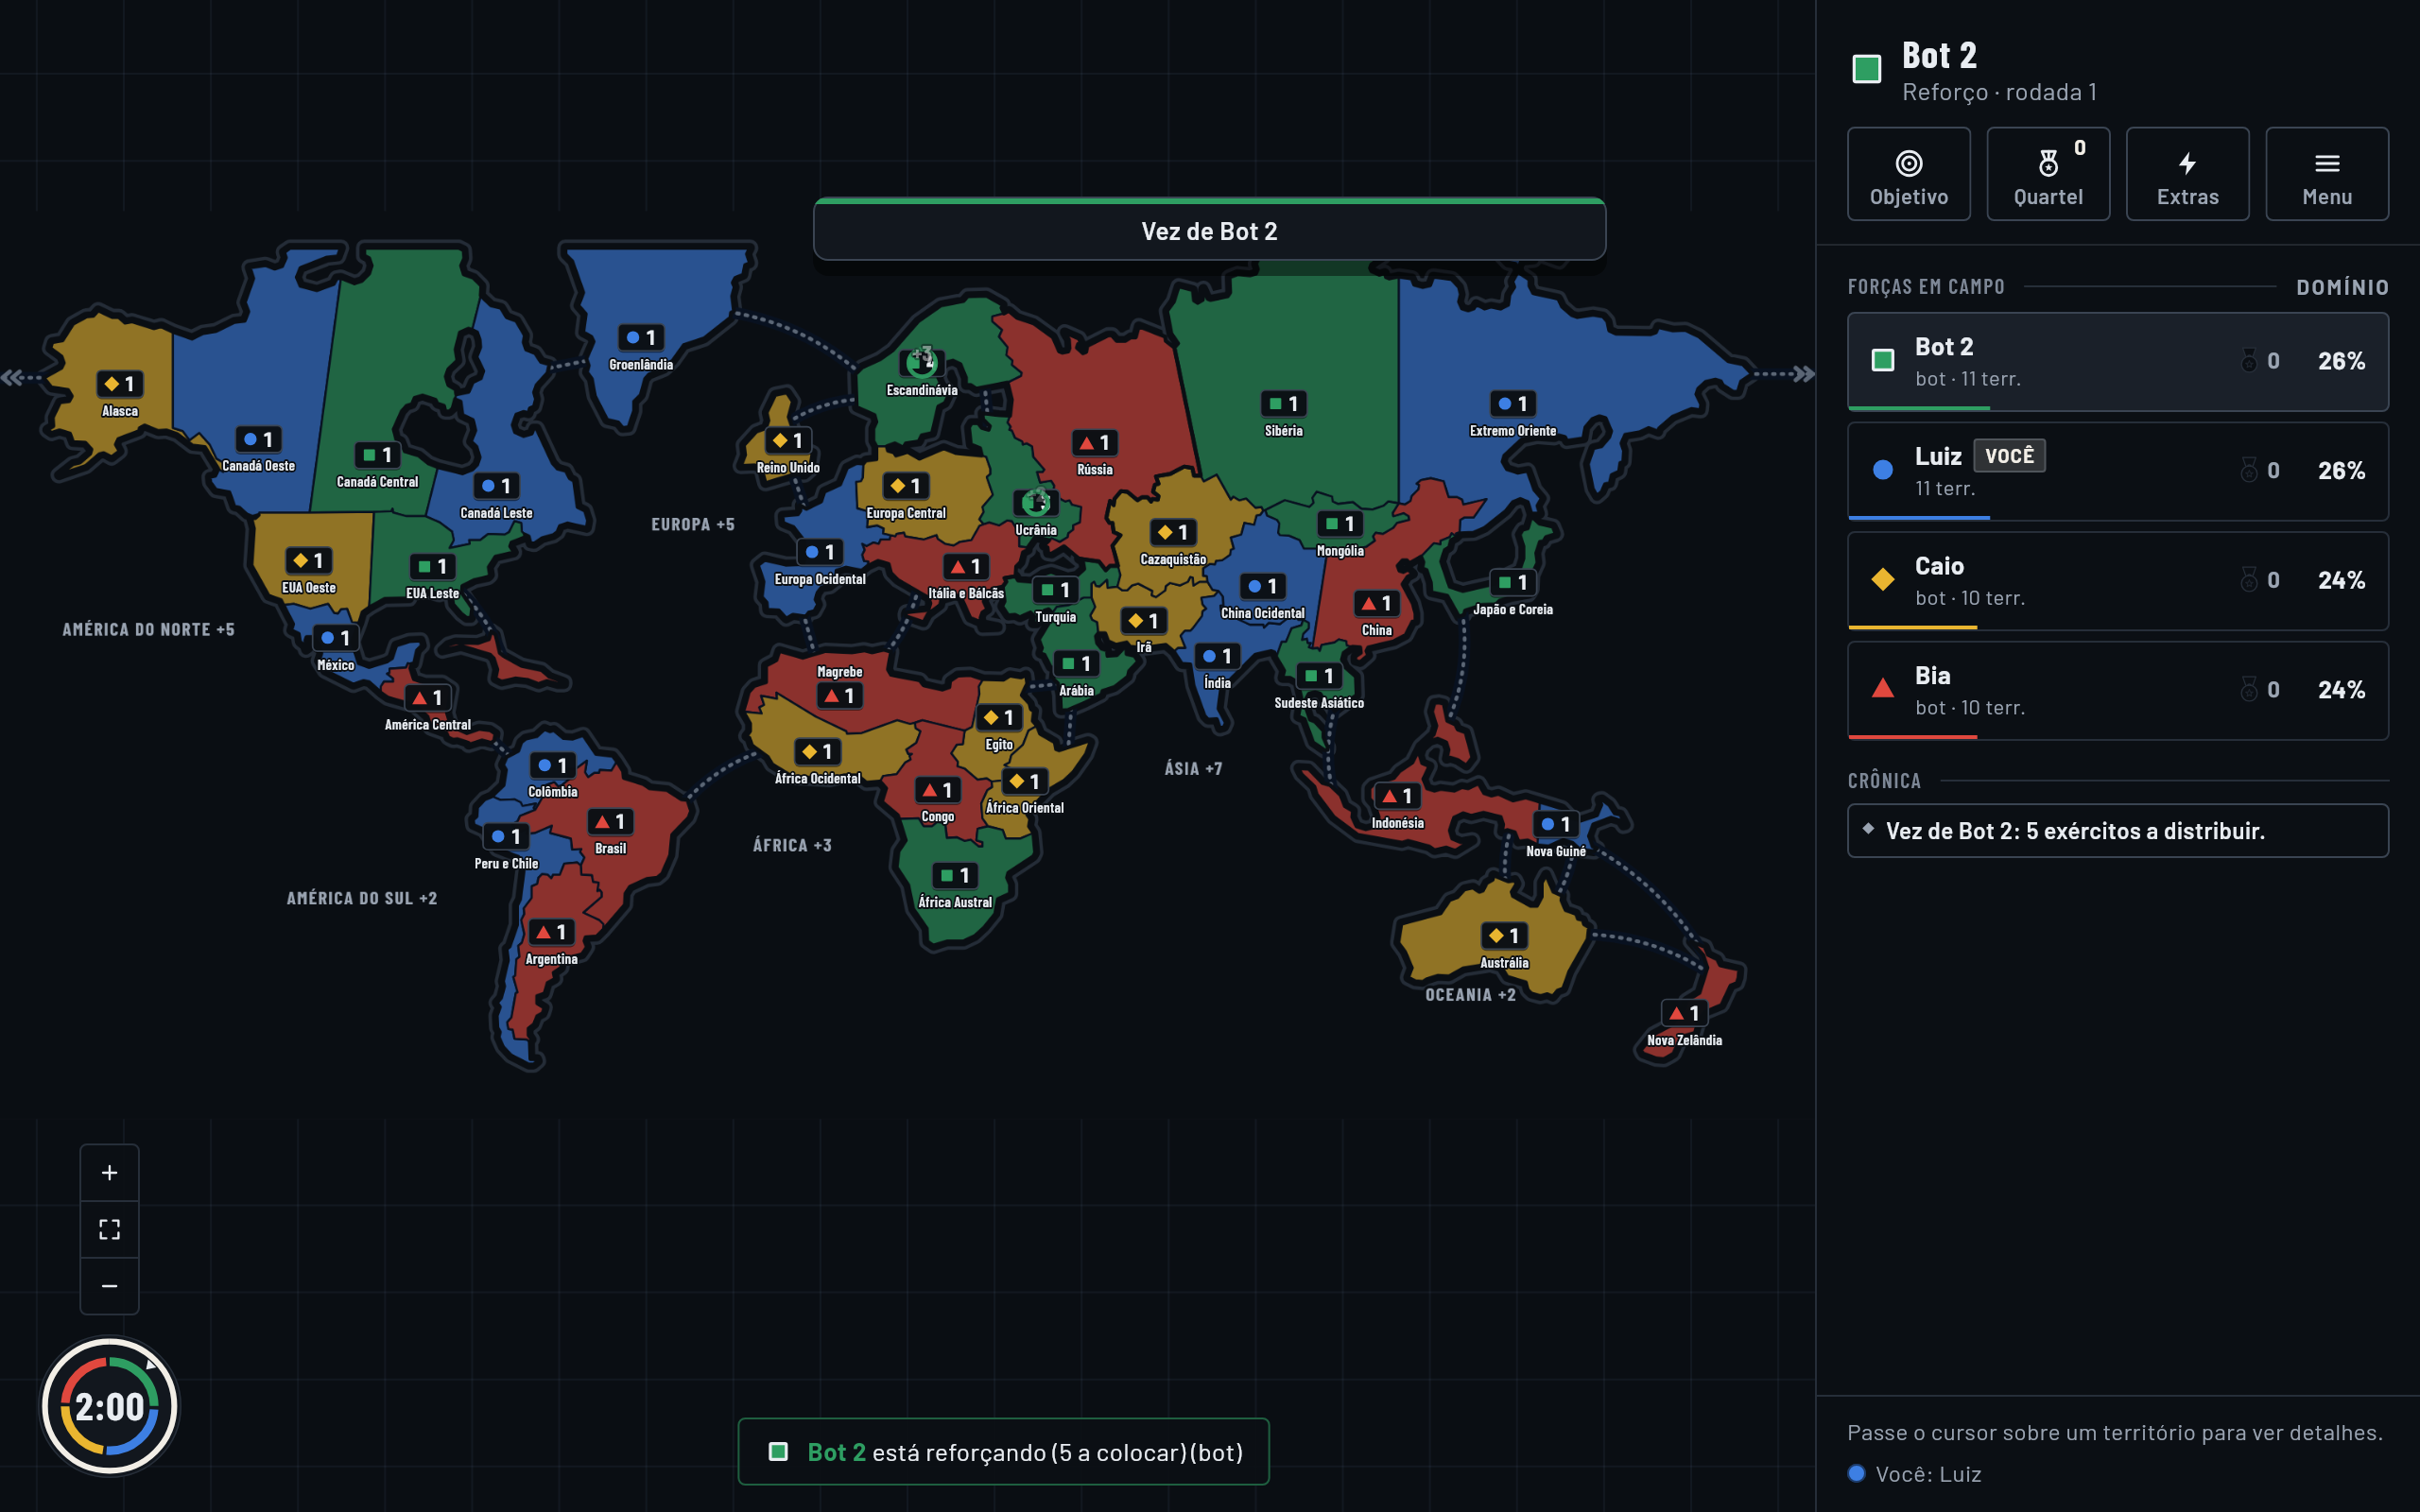 Vez de Bot 2
1
Groenlândia
+3
Escandinávia
1
Alasca
1
Canadá Oeste
1
Canadá Central
1
Canadá Leste
1
Reino Unido
1
Europa Central
1
Rússia
1
Sibéria
1
Extremo Oriente
EUROPA +5
Ucrânia
1
EUA Oeste
1
EUA Leste
1
Europa Ocidental
1
Itália e Bálcãs
1
Cazaquistão
1
Mongólia
1
China Ocidental
1
Turquia
1
Japão e Coreia
1
China
AMÉRICA DO NORTE +5
1
México
1
Irã
1
Arábia
1
Índia
1
Sudeste Asiático
Magrebe
1
1
América Central
1
Egito
1
África Ocidental
1
África Oriental
ÁSIA +7
1
Colômbia
1
Congo
1
Indonésia
1
Brasil
1
Peru e Chile
1
Nova Guiné
ÁFRICA +3
AMÉRICA DO SUL +2
1
África Austral
1
Argentina
1
Austrália
OCEANIA +2
1
Nova Zelândia
2:00
Bot 2 está reforçando (5 a colocar) (bot)
Bot 2
Reforço · rodada 1
Objetivo
0
Quartel
Extras
Menu
FORÇAS EM CAMPO DOMÍNIO
Bot 2
bot · 11 terr.
0 26%
Luiz VOCÊ
11 terr.
0 26%
Caio
bot · 10 terr.
0 24%
Bia
bot · 10 terr.
0 24%
CRÔNICA
Vez de Bot 2: 5 exércitos a distribuir.
Passe o cursor sobre um território para ver detalhes.
Você: Luiz